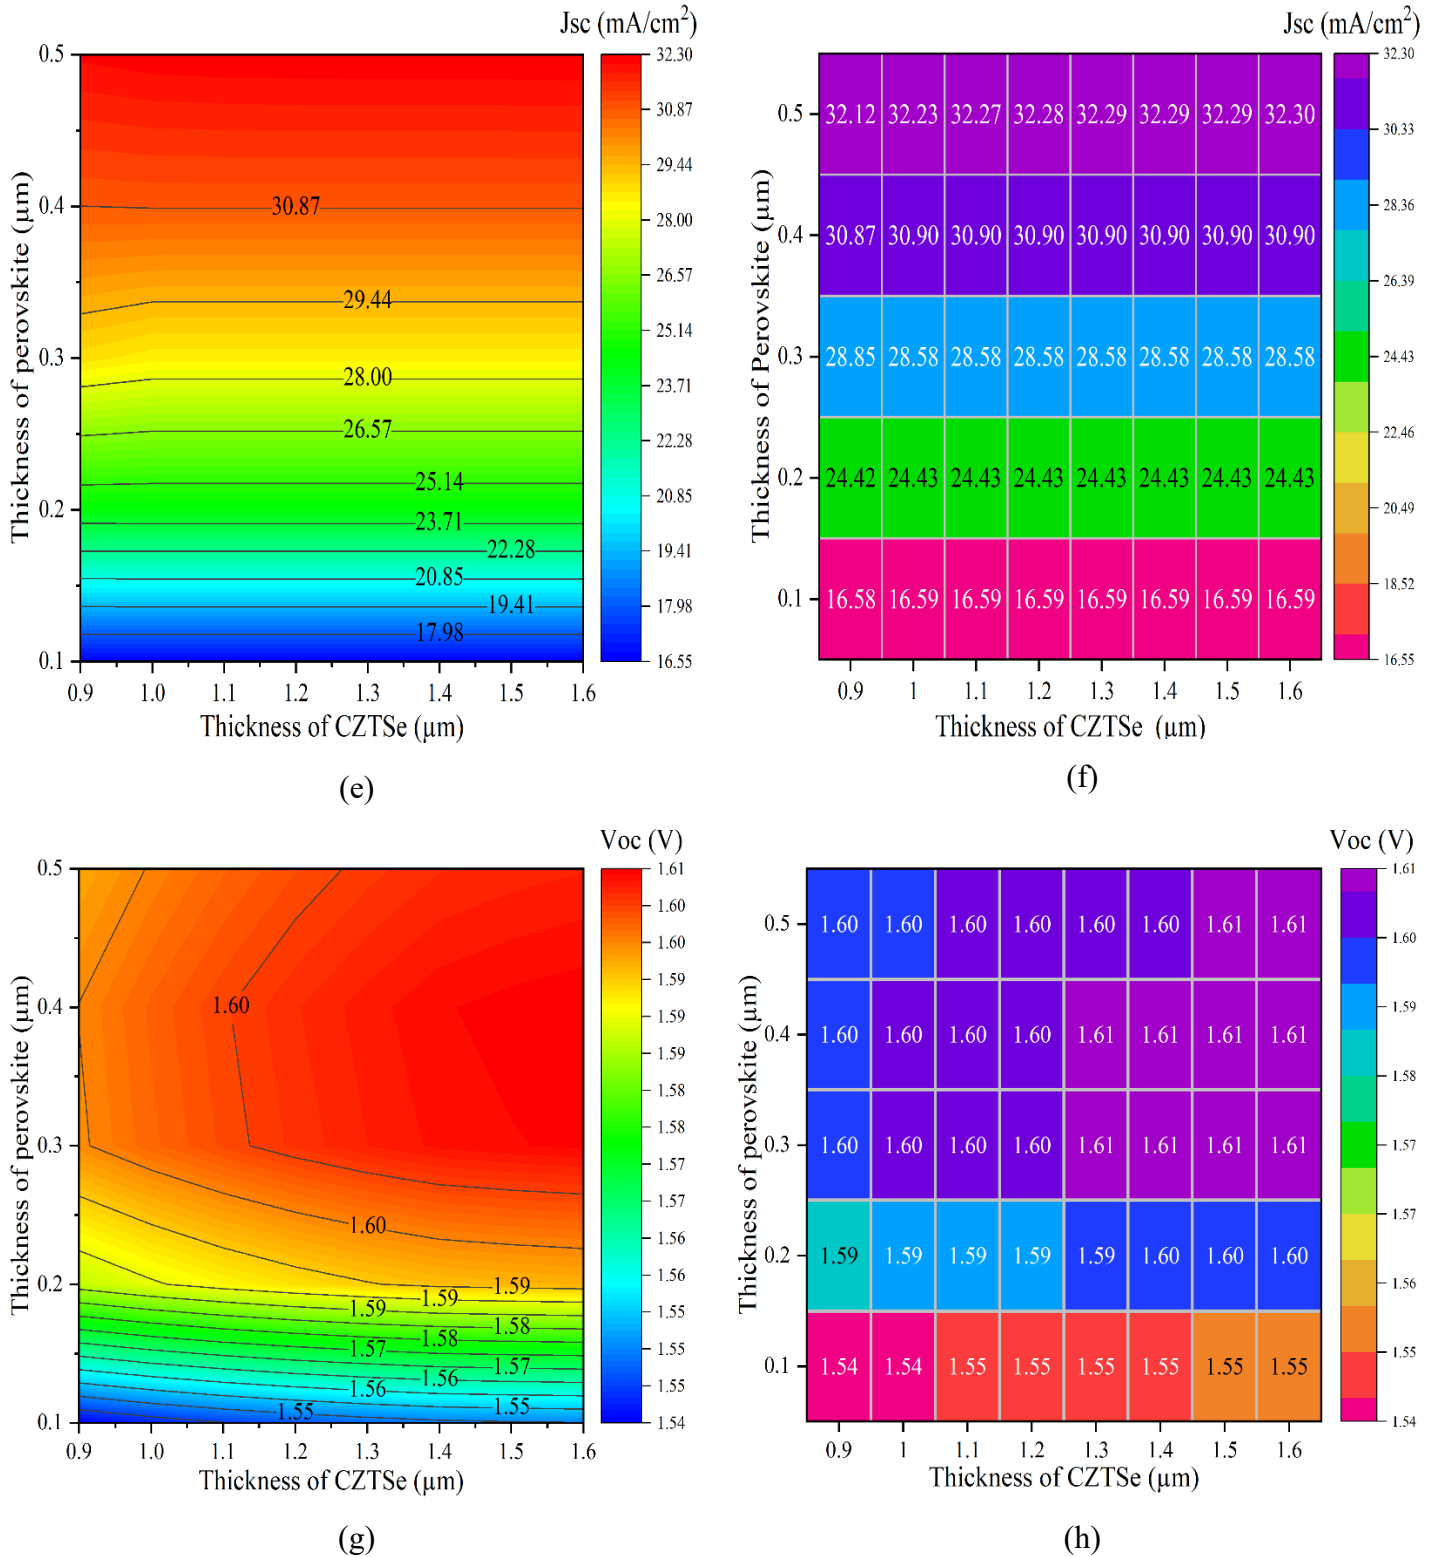 Jsc (mA/cm²)
0.5
0.4
0.3
0.2
0.1
Thickness of perovskite (µm)
30.87
29.44
28.00
26.57
25.14
23.71
22.28
20.85
19.41
17.98
32.30
30.87
29.44
28.00
26.57
25.14
23.71
22.28
20.85
19.41
17.98
16.55
0.9 1.0 1.1 1.2 1.3 1.4 1.5 1.6
Thickness of CZTSe (µm)
(e)
Jsc (mA/cm²)
Thickness of Perovskite (µm)
0.5 32.12 32.23 32.27 32.28 32.29 32.29 32.29 32.30
0.4 30.87 30.90 30.90 30.90 30.90 30.90 30.90 30.90
0.3 28.85 28.58 28.58 28.58 28.58 28.58 28.58 28.58
0.2 24.42 24.43 24.43 24.43 24.43 24.43 24.43 24.43
0.1 16.58 16.59 16.59 16.59 16.59 16.59 16.59 16.59
32.30
30.33
28.36
26.39
24.43
22.46
20.49
18.52
16.55
0.9 1 1.1 1.2 1.3 1.4 1.5 1.6
Thickness of CZTSe (µm)
(f)
Voc (V)
0.5
0.4
0.3
0.2
0.1
Thickness of perovskite (µm)
1.60
1.60
1.59
1.59
1.59
1.58
1.58
1.57
1.57
1.56
1.56
1.55
1.55
1.61
1.60
1.60
1.59
1.59
1.59
1.58
1.58
1.57
1.57
1.56
1.56
1.55
1.55
1.55
1.54
0.9 1.0 1.1 1.2 1.3 1.4 1.5 1.6
Thickness of CZTSe (µm)
(g)
Voc (V)
Thickness of perovskite (µm)
0.5 1.60 1.60 1.60 1.60 1.60 1.60 1.61 1.61
0.4 1.60 1.60 1.60 1.60 1.61 1.61 1.61 1.61
0.3 1.60 1.60 1.60 1.60 1.61 1.61 1.61 1.61
0.2 1.59 1.59 1.59 1.59 1.59 1.60 1.60 1.60
0.1 1.54 1.54 1.55 1.55 1.55 1.55 1.55 1.55
1.61
1.60
1.59
1.58
1.57
1.57
1.56
1.55
1.54
0.9 1 1.1 1.2 1.3 1.4 1.5 1.6
Thickness of CZTSe (µm)
(h)